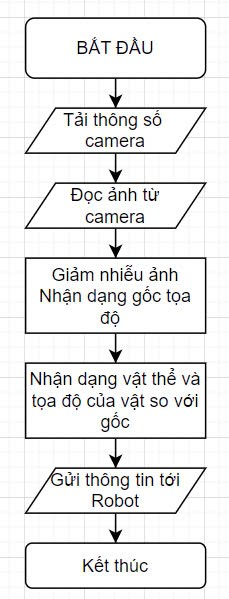 BẮT ĐẦU
Tải thông số
camera
Đọc ảnh từ
camera
Giảm nhiễu ảnh
Nhận dạng gốc tọa
độ
Nhận dạng vật thể và
tọa độ của vật so với
gốc
Gửi thông tin tới
Robot
Kết thúc